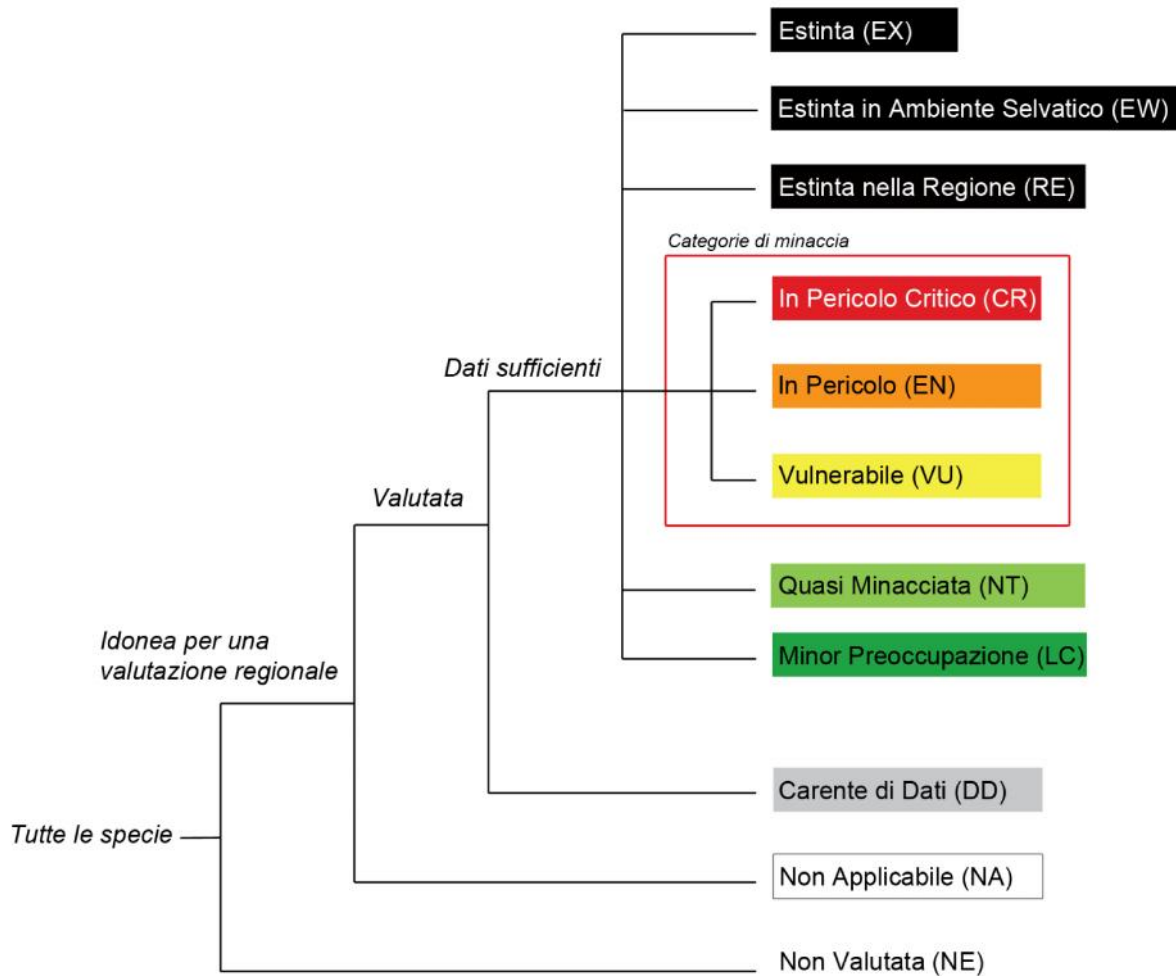 Estinta (EX)
Estinta in Ambiente Selvatico (EW)
Estinta nella Regione (RE)
Categorie di minaccia
In Pericolo Critico (CR)
Dati sufficienti
In Pericolo (EN)
Vulnerabile (VU)
Valutata
Quasi Minacciata (NT)
Idonea per una
valutazione regionale
Minor Preoccupazione (LC)
Carente di Dati (DD)
Tutte le specie
Non Applicabile (NA)
Non Valutata (NE)